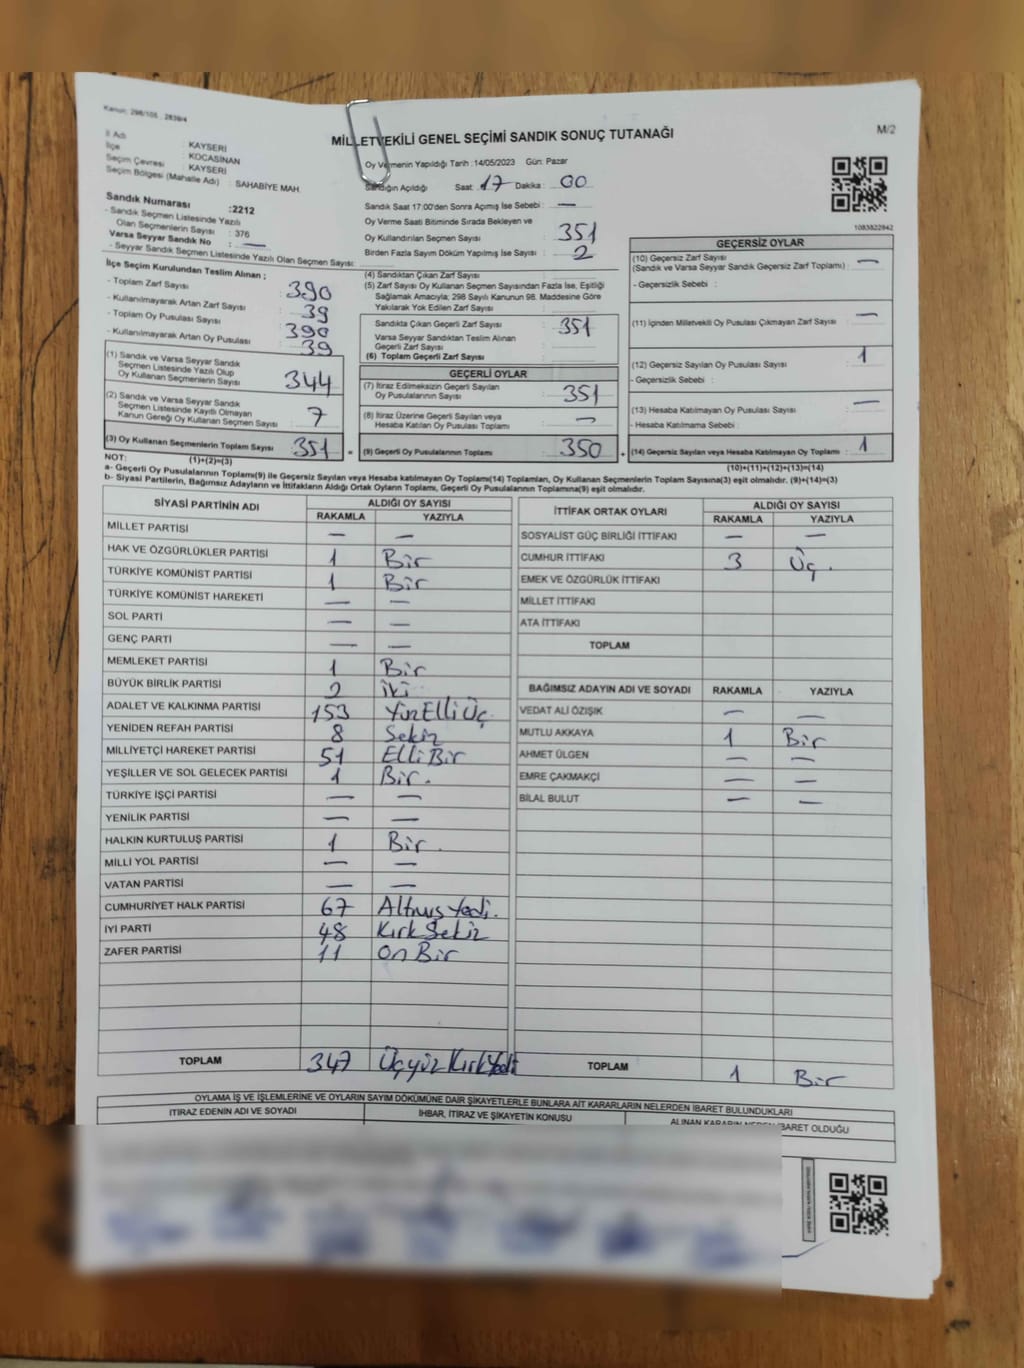 Kanun: 298/105 , 2839/4
MİLLETVEKİLİ GENEL SEÇİMİ SANDIK SONUÇ TUTANAĞI
M/2
İl Adı : KAYSERİ
İlçe : KOCASİNAN
Seçim Çevresi : KAYSERİ
Seçim Bölgesi (Mahalle Adı) : SAHABİYE MAH.
Sandık Numarası :2212
- Sandık Seçmen Listesinde Yazılı
Olan Seçmenlerin Sayısı : 376
Varsa Seyyar Sandık No : —
- Seyyar Sandık Seçmen Listesinde Yazılı Olan Seçmen Sayısı:
Oy Vermenin Yapıldığı Tarih :14/05/2023 Gün: Pazar
Sandığın Açıldığı Saat: 17 Dakika : 00
Sandık Saat 17:00'den Sonra Açımış İse Sebebi : —
Oy Verme Saati Bitiminde Sırada Bekleyen ve
Oy Kullandırılan Seçmen Sayısı : 351
Birden Fazla Sayım Döküm Yapılmış İse Sayısı : 2
1083822942
İlçe Seçim Kurulundan Teslim Alınan ;
- Toplam Zarf Sayısı : 390
- Kullanılmayarak Artan Zarf Sayısı : 39
- Toplam Oy Pusulası Sayısı : 390
- Kullanılmayarak Artan Oy Pusulası : 39
(1) Sandık ve Varsa Seyyar Sandık
Seçmen Listesinde Yazılı Olup
Oy Kullanan Seçmenlerin Sayısı : 344
(2) Sandık ve Varsa Seyyar Sandık
Seçmen Listesinde Kayıtlı Olmayan
Kanun Gereği Oy Kullanan Seçmen Sayısı : 7
(3) Oy Kullanan Seçmenlerin Toplam Sayısı : 351 =
(4) Sandıktan Çıkan Zarf Sayısı :
(5) Zarf Sayısı Oy Kullanan Seçmen Sayısından Fazla İse, Eşitliği
Sağlamak Amacıyla; 298 Sayılı Kanunun 98. Maddesine Göre
Yakılarak Yok Edilen Zarf Sayısı :
Sandıkta Çıkan Geçerli Zarf Sayısı : 351
Varsa Seyyar Sandıktan Teslim Alınan
Geçerli Zarf Sayısı :
(6) Toplam Geçerli Zarf Sayısı :
GEÇERLİ OYLAR
(7) İtiraz Edilmeksizin Geçerli Sayılan
Oy Pusulalarının Sayısı : 351
(8) İtiraz Üzerine Geçerli Sayılan veya
Hesaba Katılan Oy Pusulası Toplamı : —
(9) Geçerli Oy Pusulalarının Toplamı : 350 +
GEÇERSİZ OYLAR
(10) Geçersiz Zarf Sayısı
(Sandık ve Varsa Seyyar Sandık Geçersiz Zarf Toplamı) : —
- Geçersizlik Sebebi :
(11) İçinden Milletvekili Oy Pusulası Çıkmayan Zarf Sayısı : —
(12) Geçersiz Sayılan Oy Pusulası Sayısı : 1
- Geçersizlik Sebebi :
(13) Hesaba Katılmayan Oy Pusulası Sayısı : —
- Hesaba Katılmama Sebebi :
(14) Geçersiz Sayılan veya Hesaba Katılmayan Oy Toplamı : 1
NOT: (1)+(2)=(3)
(10)+(11)+(12)+(13)=(14)
a- Geçerli Oy Pusulalarının Toplamı(9) ile Geçersiz Sayılan veya Hesaba katılmayan Oy Toplamı(14) Toplamları, Oy Kullanan Seçmenlerin Toplam Sayısına(3) eşit olmalıdır. (9)+(14)=(3)
b- Siyasi Partilerin, Bağımsız Adayların ve İttifakların Aldığı Ortak Oyların Toplamı, Geçerli Oy Pusulalarının Toplamına(9) eşit olmalıdır.
SİYASİ PARTİNİN ADI ALDIĞI OY SAYISI
RAKAMLA YAZIYLA
MİLLET PARTİSİ — —
HAK VE ÖZGÜRLÜKLER PARTİSİ 1 Bir
TÜRKİYE KOMÜNİST PARTİSİ 1 Bir
TÜRKİYE KOMÜNİST HAREKETİ — —
SOL PARTİ — —
GENÇ PARTİ — —
MEMLEKET PARTİSİ 1 Bir
BÜYÜK BİRLİK PARTİSİ 2 iki
ADALET VE KALKINMA PARTİSİ 153 YüzElliÜç.
YENİDEN REFAH PARTİSİ 8 Sekiz
MİLLİYETÇİ HAREKET PARTİSİ 51 ElliBir
YEŞİLLER VE SOL GELECEK PARTİSİ 1 Bir.
TÜRKİYE İŞÇİ PARTİSİ — —
YENİLİK PARTİSİ — —
HALKIN KURTULUŞ PARTİSİ 1 Bir.
MİLLİ YOL PARTİSİ — —
VATAN PARTİSİ — —
CUMHURİYET HALK PARTİSİ 67 Altmış Yedi.
İYİ PARTİ 48 Kırk Sekiz
ZAFER PARTİSİ 11 On Bir
TOPLAM 347 Üçyüz Kırk Yedi
İTTİFAK ORTAK OYLARI ALDIĞI OY SAYISI
RAKAMLA YAZIYLA
SOSYALİST GÜÇ BİRLİĞİ İTTİFAKI — —
CUMHUR İTTİFAKI 3 Üç.
EMEK VE ÖZGÜRLÜK İTTİFAKI
MİLLET İTTİFAKI
ATA İTTİFAKI
TOPLAM
BAĞIMSIZ ADAYIN ADI VE SOYADI RAKAMLA YAZIYLA
VEDAT ALİ ÖZIŞIK — —
MUTLU AKKAYA 1 Bir
AHMET ÜLGEN — —
EMRE ÇAKMAKÇİ — —
BİLAL BULUT — —
TOPLAM 1 Bir
OYLAMA İŞ VE İŞLEMLERİNE VE OYLARIN SAYIM DÖKÜMÜNE DAİR ŞİKAYETLERLE BUNLARA AİT KARARLARIN NELERDEN İBARET BULUNDUKLARI
İTİRAZ EDENİN ADI VE SOYADI İHBAR, İTİRAZ VE ŞİKAYETİN KONUSU ALINAN KARARIN NEDEN İBARET OLDUĞU